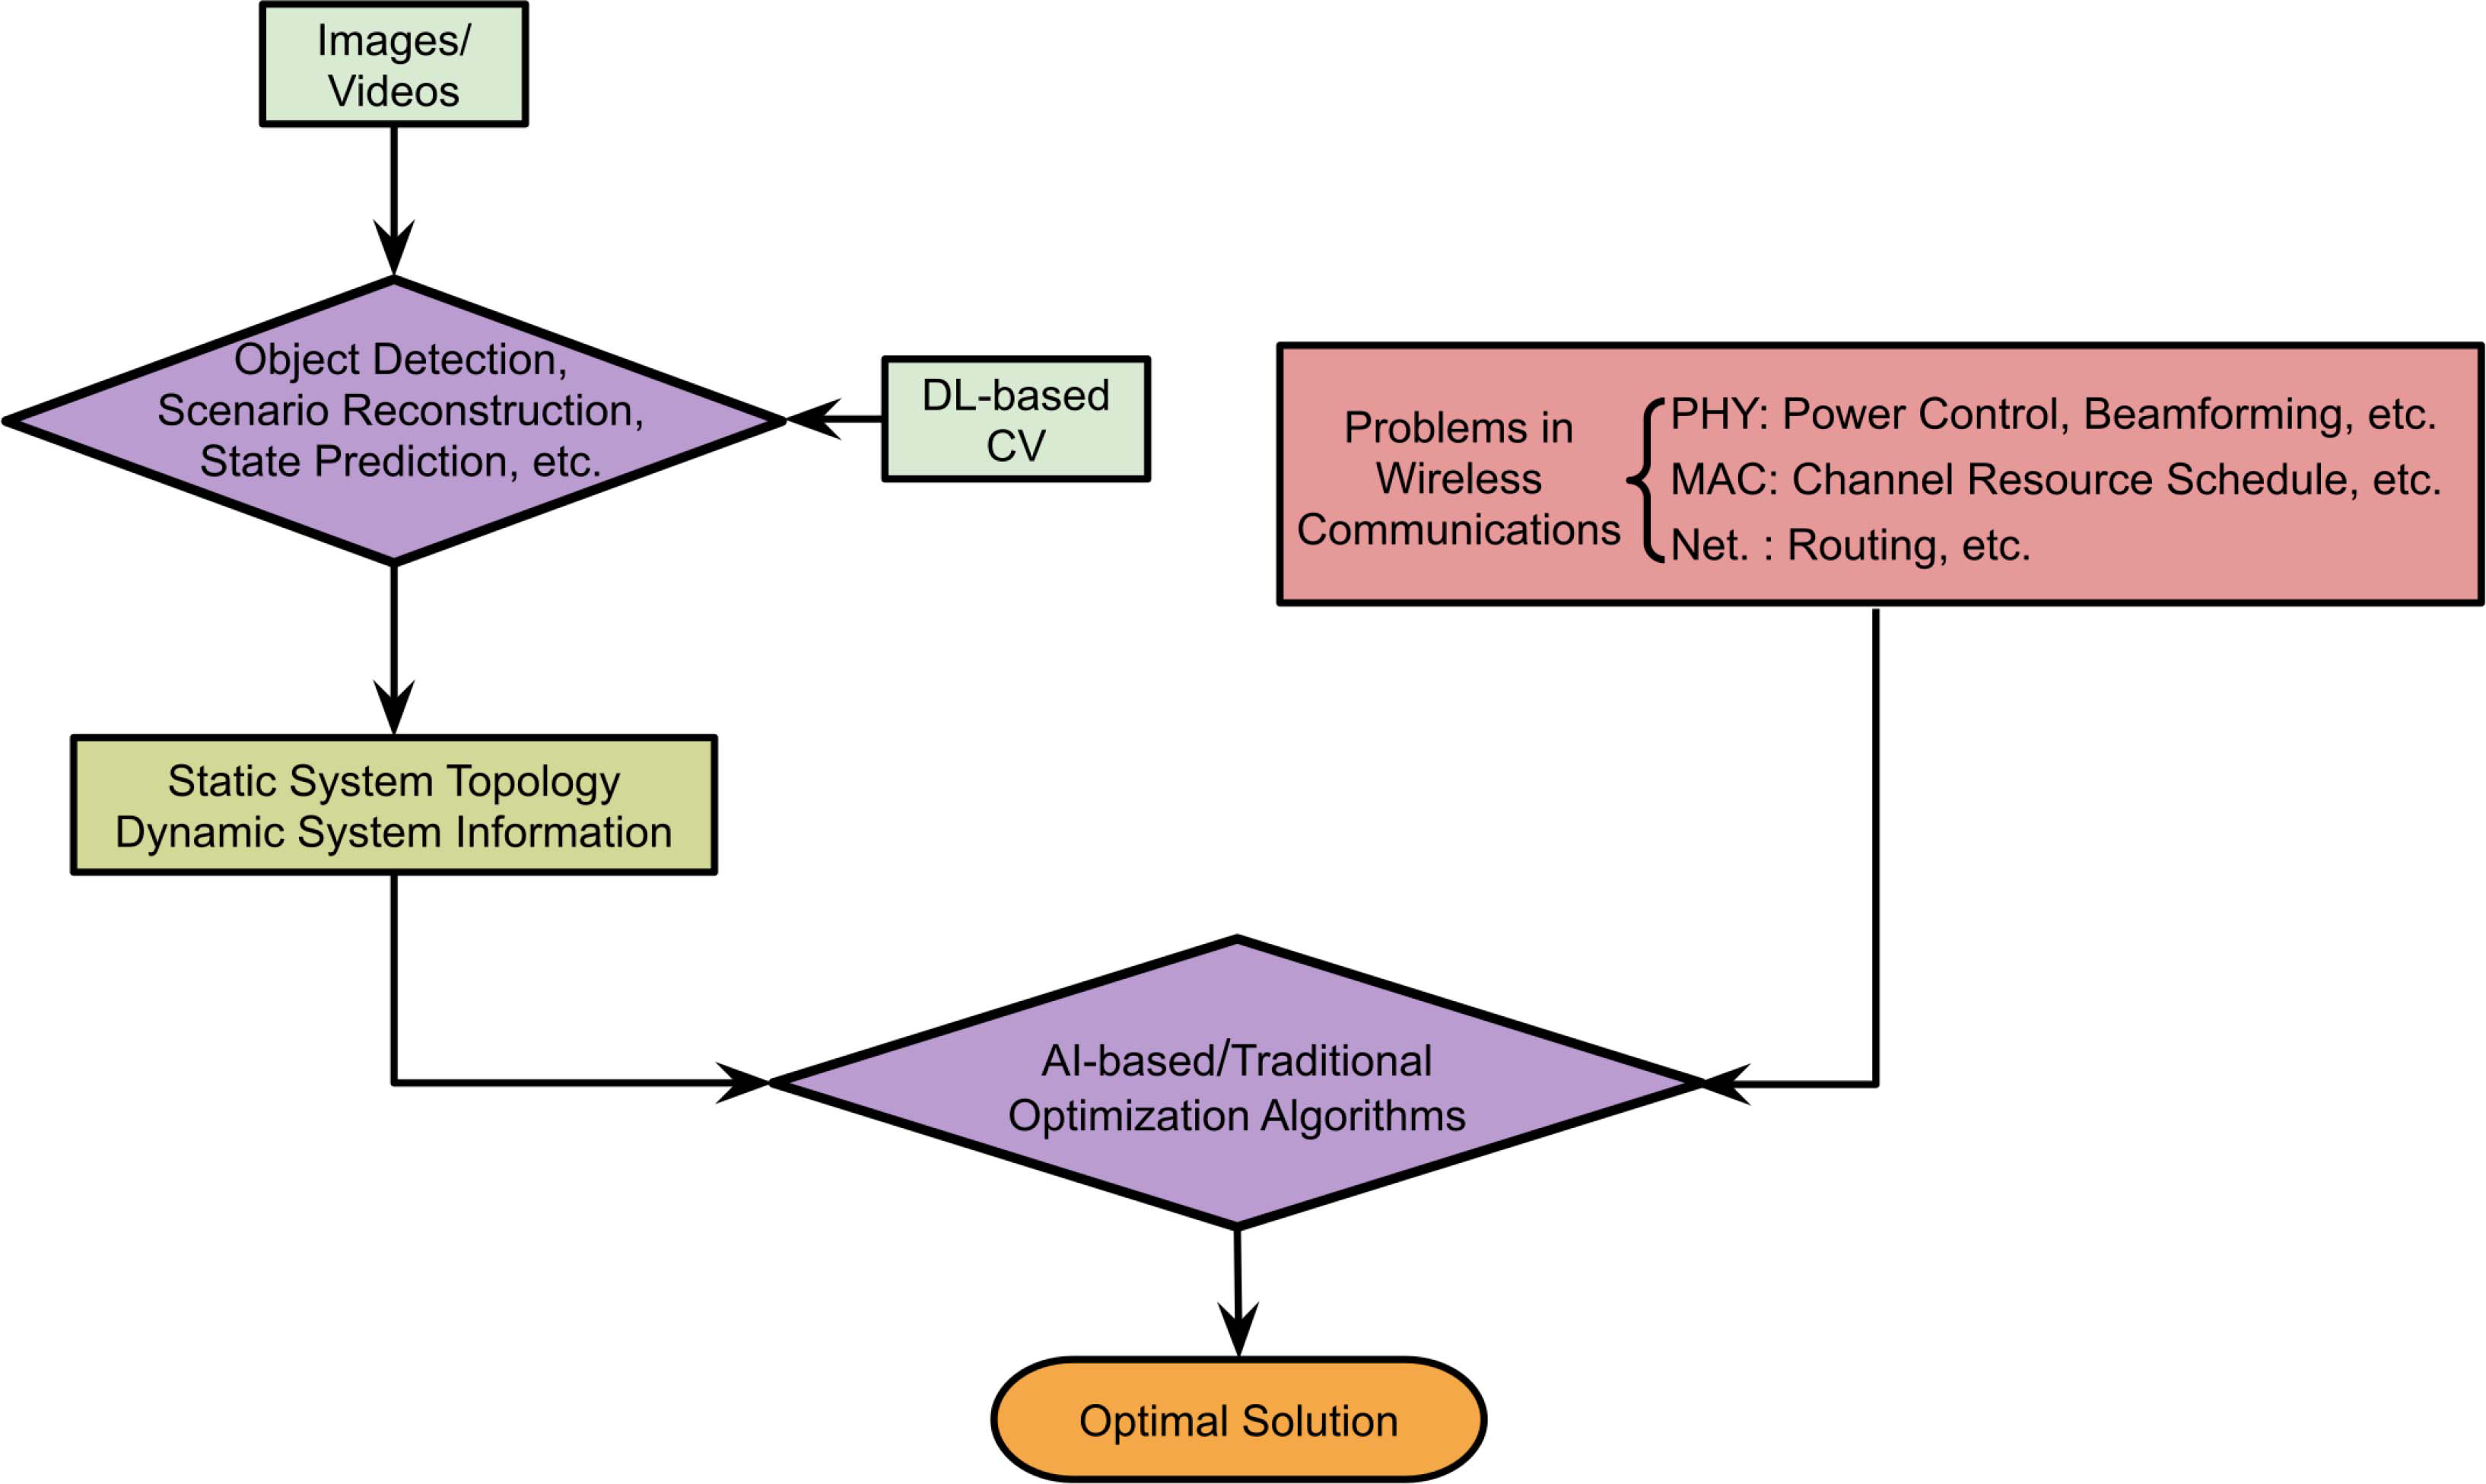 Images/
Videos
Object Detection,
Scenario Reconstruction,
State Prediction, etc.
DL-based
CV
Problems in
Wireless
Communications
PHY: Power Control, Beamforming, etc.
MAC: Channel Resource Schedule, etc.
Net. : Routing, etc.
Static System Topology
Dynamic System Information
AI-based/Traditional
Optimization Algorithms
Optimal Solution